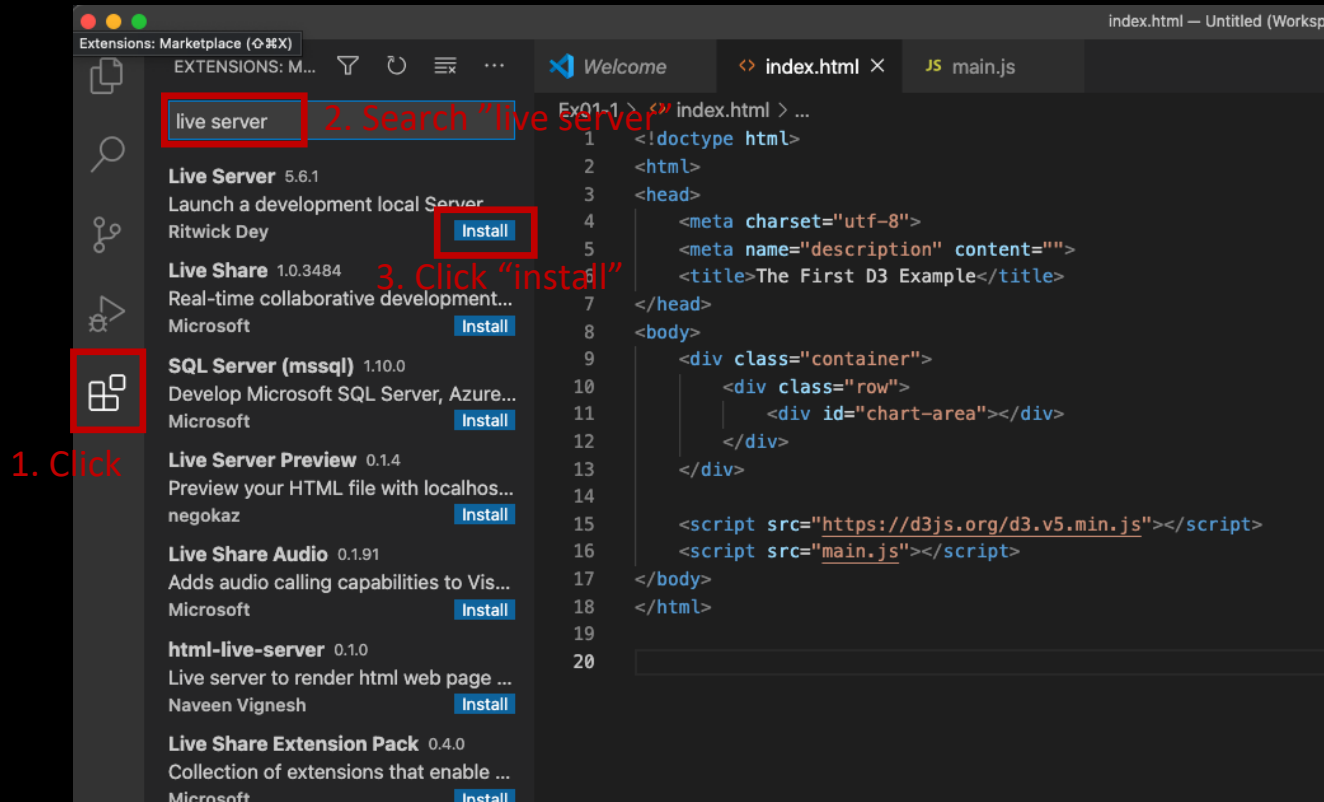 index.html — Untitled (Worksp
Extensions: Marketplace (⇧⌘X)
EXTENSIONS: M...
live server
2. Search "live server"
Live Server 5.6.1
Launch a development local Server
Ritwick Dey
Install
3. Click “install”
Live Share 1.0.3484
Real-time collaborative development...
Microsoft
Install
SQL Server (mssql) 1.10.0
Develop Microsoft SQL Server, Azure...
Microsoft
Install
1. Click
Live Server Preview 0.1.4
Preview your HTML file with localhos...
negokaz
Install
Live Share Audio 0.1.91
Adds audio calling capabilities to Vis...
Microsoft
Install
html-live-server 0.1.0
Live server to render html web page ...
Naveen Vignesh
Install
Live Share Extension Pack 0.4.0
Collection of extensions that enable ...
Microsoft
Install
Welcome
<> index.html ×
JS main.js
Ex01-1 > <> index.html > ...
1 <!doctype html>
2 <html>
3 <head>
4 <meta charset="utf-8">
5 <meta name="description" content="">
6 <title>The First D3 Example</title>
7 </head>
8 <body>
9 <div class="container">
10 <div class="row">
11 <div id="chart-area"></div>
12 </div>
13 </div>
14
15 <script src="https://d3js.org/d3.v5.min.js"></script>
16 <script src="main.js"></script>
17 </body>
18 </html>
19
20